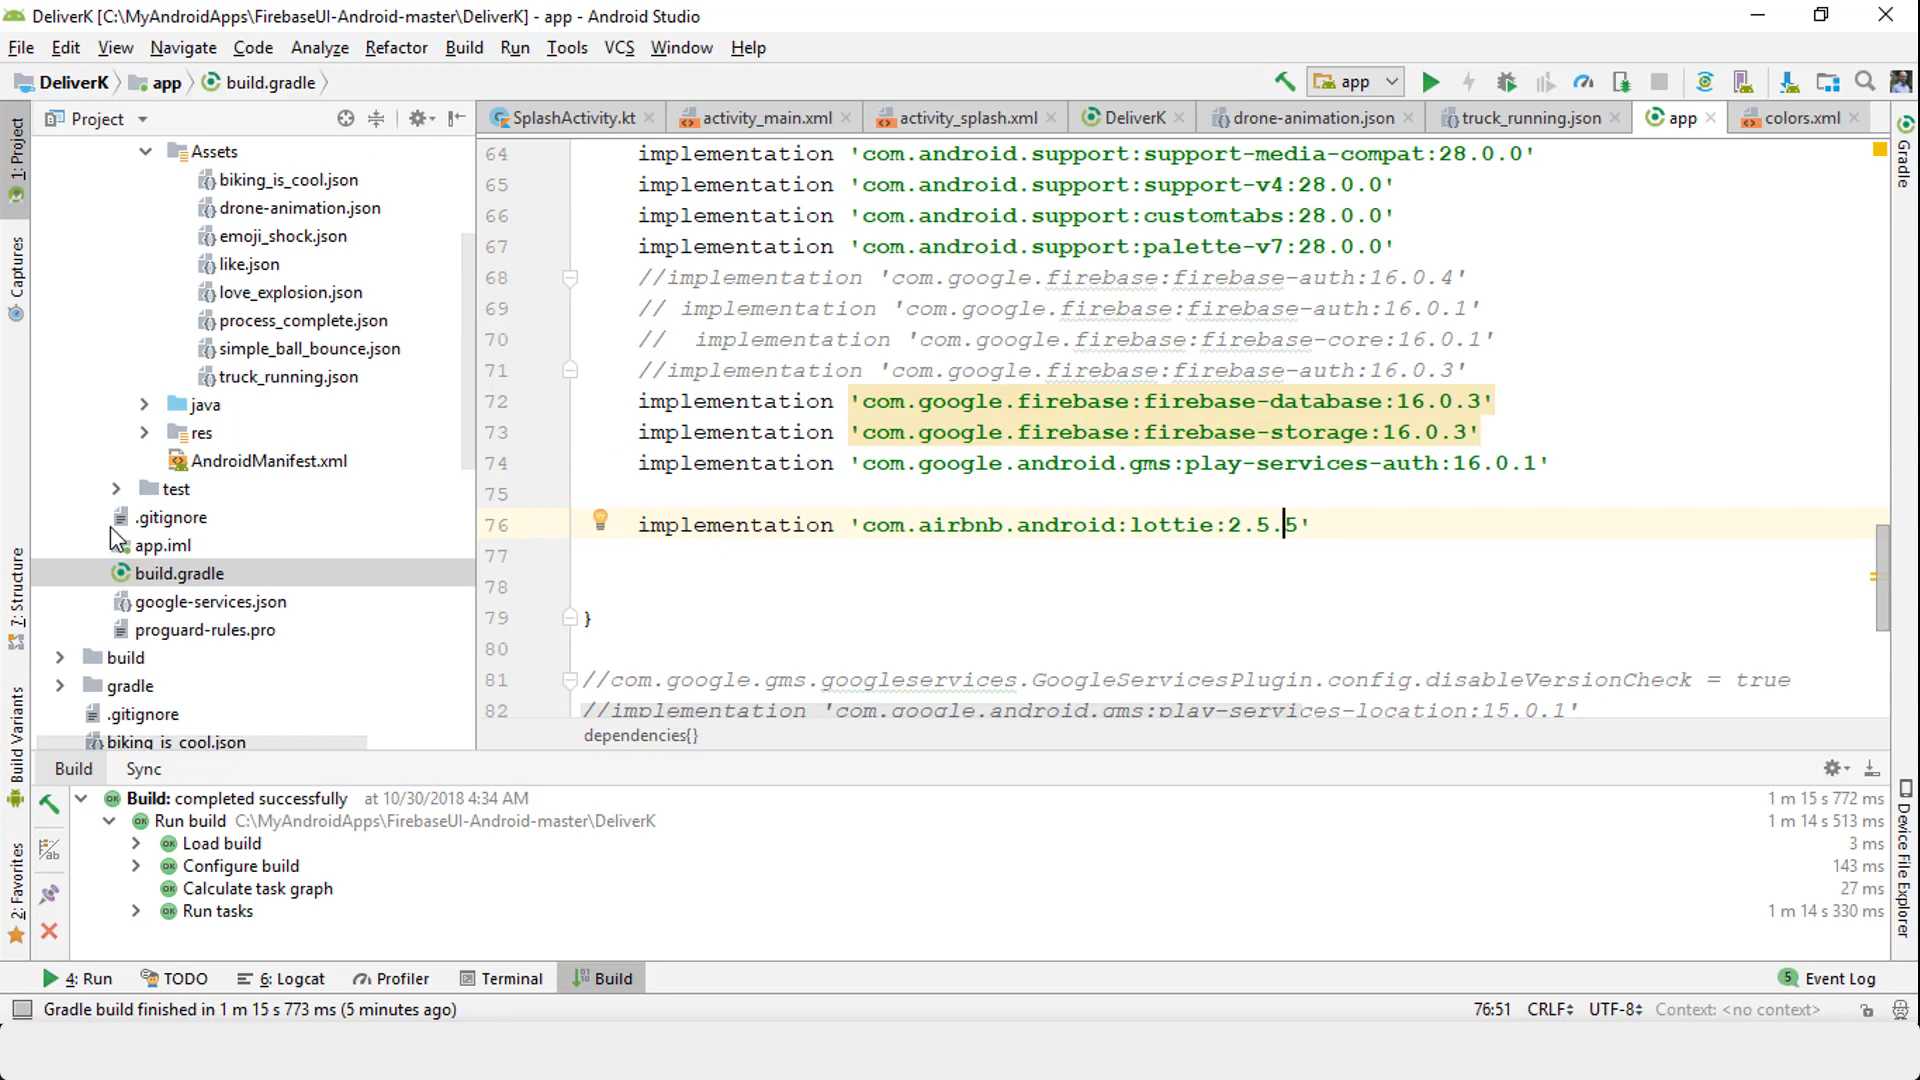 DeliverK [C:\MyAndroidApps\FirebaseUI-Android-master\DeliverK] - app - Android Studio
File Edit View Navigate Code Analyze Refactor Build Run Tools VCS Window Help
DeliverK app build.gradle
app
Project
SplashActivity.kt activity_main.xml activity_splash.xml DeliverK drone-animation.json truck_running.json app colors.xml
1: Project
Captures
7: Structure
Build Variants
2: Favorites
Assets
biking_is_cool.json
drone-animation.json
emoji_shock.json
like.json
love_explosion.json
process_complete.json
simple_ball_bounce.json
truck_running.json
java
res
AndroidManifest.xml
test
.gitignore
app.iml
build.gradle
google-services.json
proguard-rules.pro
build
gradle
.gitignore
biking_is_cool.json
64 implementation 'com.android.support:support-media-compat:28.0.0'
65 implementation 'com.android.support:support-v4:28.0.0'
66 implementation 'com.android.support:customtabs:28.0.0'
67 implementation 'com.android.support:palette-v7:28.0.0'
68 //implementation 'com.google.firebase:firebase-auth:16.0.4'
69 // implementation 'com.google.firebase:firebase-auth:16.0.1'
70 //  implementation 'com.google.firebase:firebase-core:16.0.1'
71 //implementation 'com.google.firebase:firebase-auth:16.0.3'
72 implementation 'com.google.firebase:firebase-database:16.0.3'
73 implementation 'com.google.firebase:firebase-storage:16.0.3'
74 implementation 'com.google.android.gms:play-services-auth:16.0.1'
75
76 implementation 'com.airbnb.android:lottie:2.5.5'
77
78
79 }
80
81 //com.google.gms.googleservices.GoogleServicesPlugin.config.disableVersionCheck = true
82 //implementation 'com.google.android.gms:play-services-location:15.0.1'
dependencies{}
Gradle
Device File Explorer
Build Sync
Build: completed successfully at 10/30/2018 4:34 AM 1 m 15 s 772 ms
Run build C:\MyAndroidApps\FirebaseUI-Android-master\DeliverK 1 m 14 s 513 ms
Load build 3 ms
Configure build 143 ms
Calculate task graph 27 ms
Run tasks 1 m 14 s 330 ms
4: Run TODO 6: Logcat Profiler Terminal Build 5 Event Log
Gradle build finished in 1 m 15 s 773 ms (5 minutes ago) 76:51 CRLF UTF-8 Context: <no context>